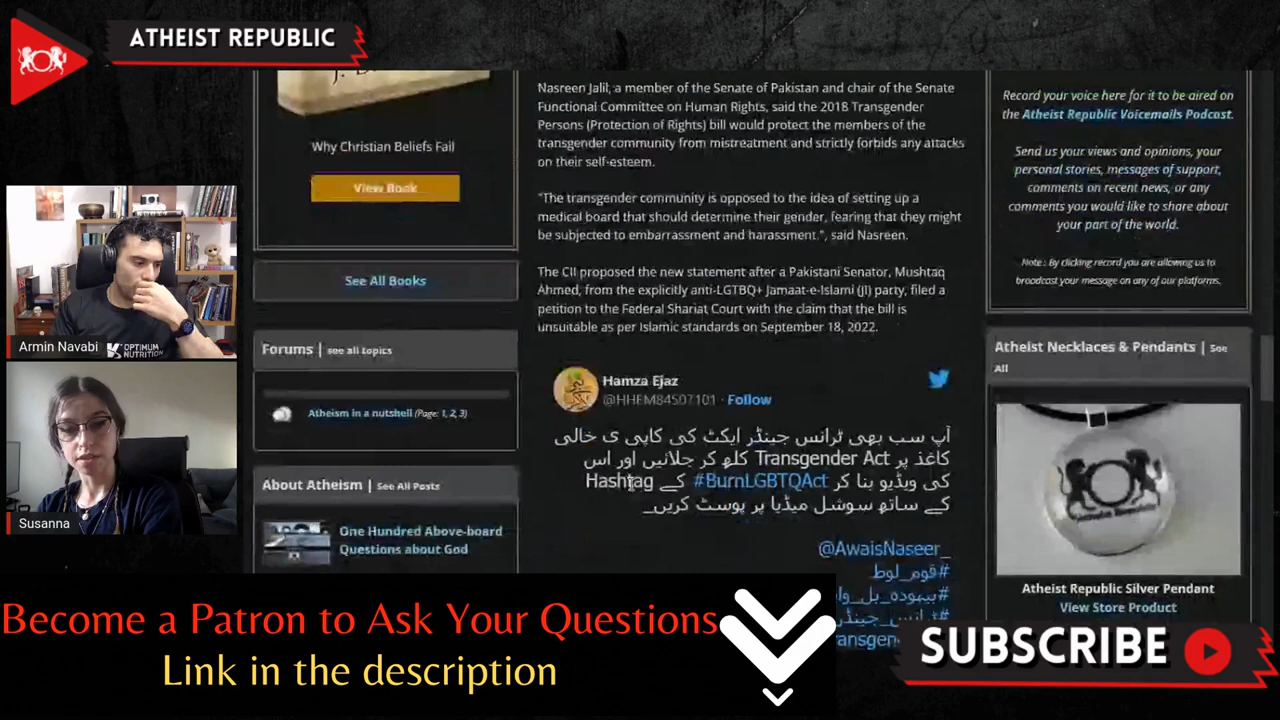 ATHEIST REPUBLIC
Why Christian Beliefs Fail
View Book
See All Books
Forums | see all topics
Atheism in a nutshell (Page: 1, 2, 3)
About Atheism | See All Posts
One Hundred Above-board
Questions about God
Nasreen Jalil, a member of the Senate of Pakistan and chair of the Senate
Functional Committee on Human Rights, said the 2018 Transgender
Persons (Protection of Rights) bill would protect the members of the
transgender community from mistreatment and strictly forbids any attacks
on their self-esteem.
"The transgender community is opposed to the idea of setting up a
medical board that should determine their gender, fearing that they might
be subjected to embarrassment and harassment.", said Nasreen.
The CII proposed the new statement after a Pakistani Senator, Mushtaq
Ahmed, from the explicitly anti-LGTBQ+ Jamaat-e-Islami (JI) party, filed a
petition to the Federal Shariat Court with the claim that the bill is
unsuitable as per Islamic standards on September 18, 2022.
Hamza Ejaz
@HHEM84507101 · Follow
آپ سب بھی ٹرانس جینڈر ایکٹ کی کاپی ی خالی
کاغذ پر Transgender Act کلھ کر جلائیں اور اس
کی ویڈیو بنا کر #BurnLGBTQAct کے Hashtag
کے ساتھ سوشل میڈیا پر پوسٹ کریں_
@AwaisNaseer_
#قوم_لوط
Record your voice here for it to be aired on
the Atheist Republic Voicemails Podcast.
Send us your views and opinions, your
personal stories, messages of support,
comments on recent news, or any
comments you would like to share about
your part of the world.
Note: By clicking record you are allowing us to
broadcast your message on any of our platforms.
Atheist Necklaces & Pendants | See
All
Atheist Republic Silver Pendant
View Store Product
Armin Navabi
OPTIMUM
NUTRITION
Susanna
Become a Patron to Ask Your Questions
Link in the description
SUBSCRIBE